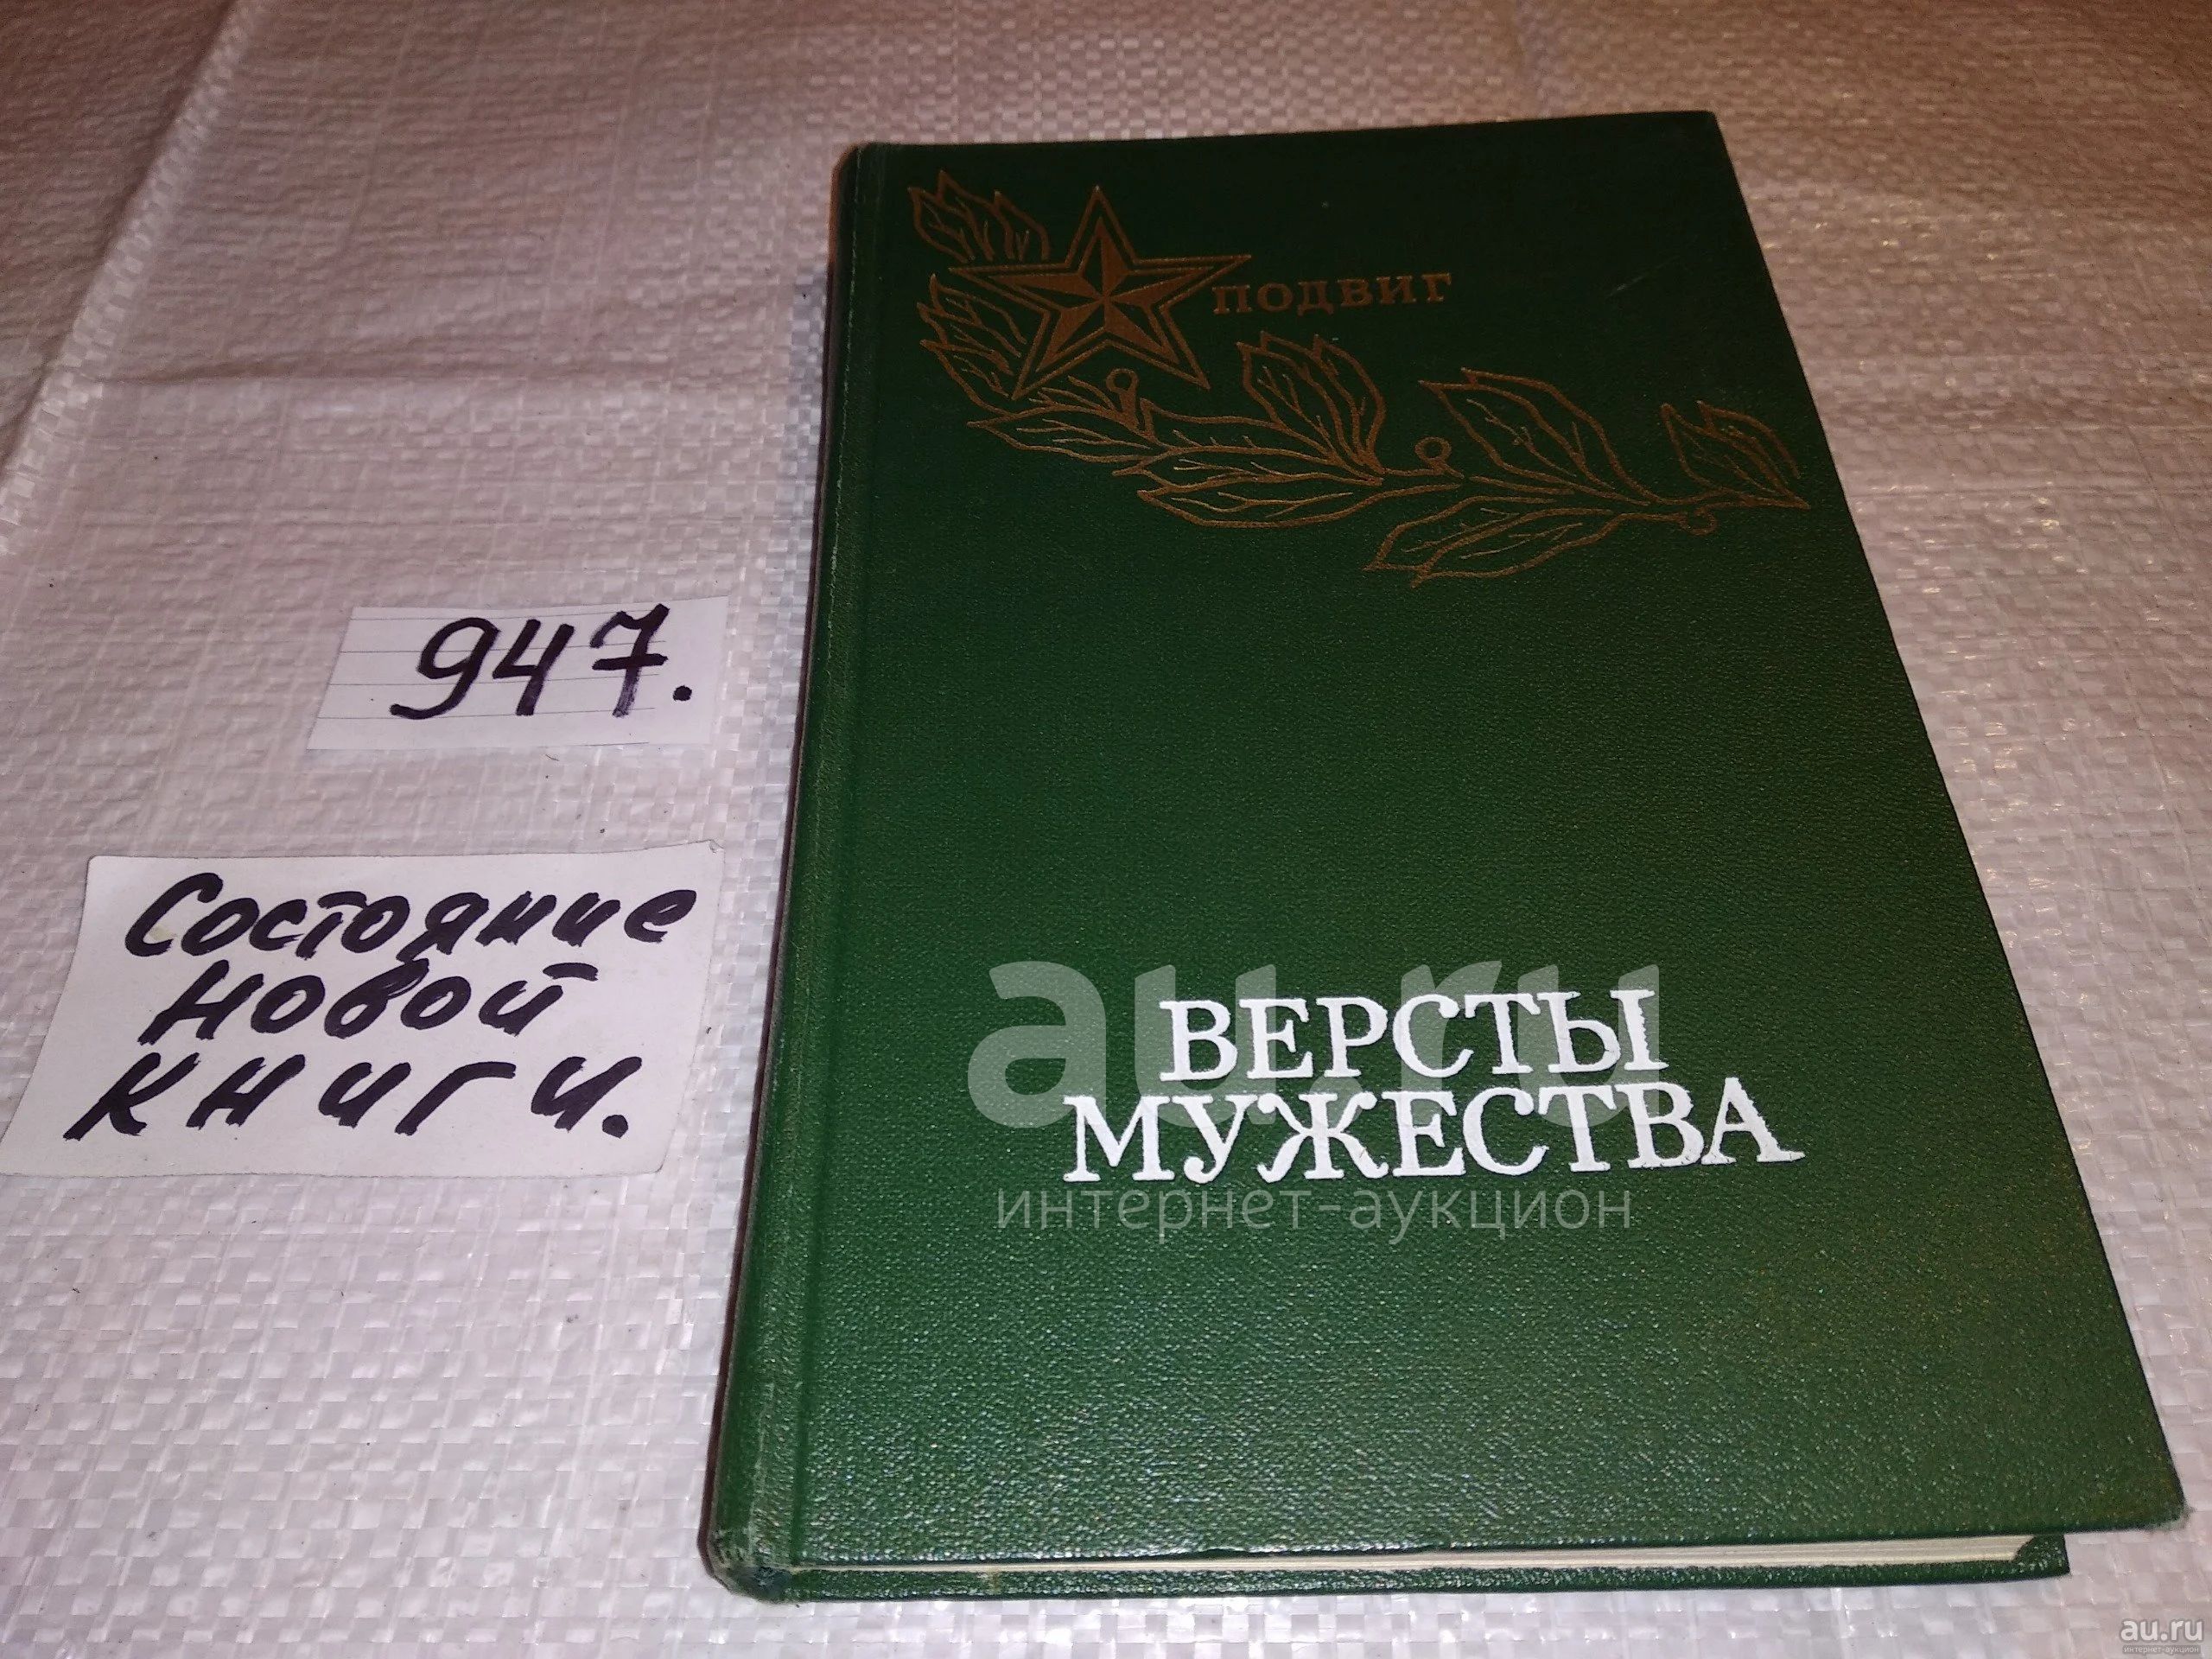 ПОДВИГ
947.
Состояние
новой
книги.
au.ru
ВЕРСТЫ
МУЖЕСТВА
интернет-аукцион
au.ru
интернет-аукцион